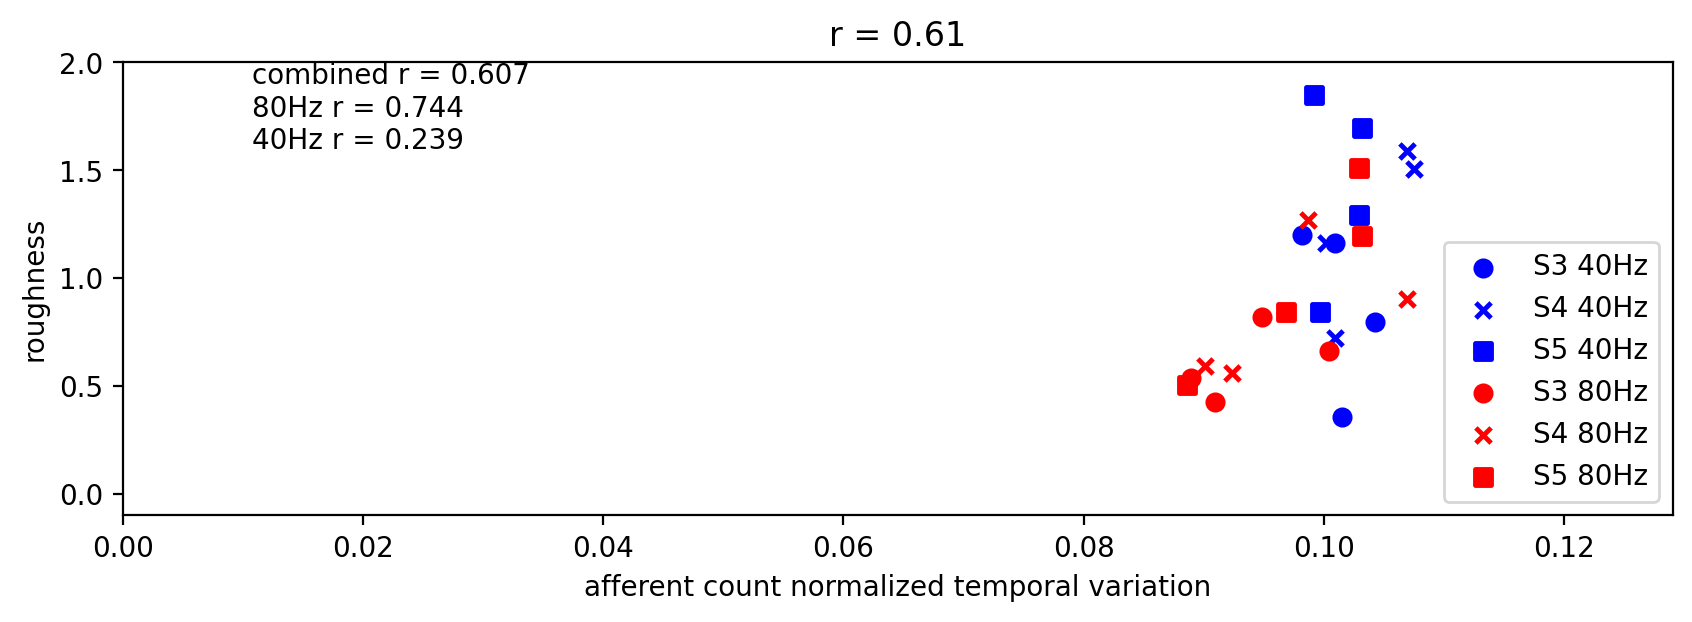 r = 0.61
combined r = 0.607
80Hz r = 0.744
40Hz r = 0.239
roughness
2.0
1.5
1.0
0.5
0.0
S3 40Hz
S4 40Hz
S5 40Hz
S3 80Hz
S4 80Hz
S5 80Hz
0.00 0.02 0.04 0.06 0.08 0.10 0.12
afferent count normalized temporal variation